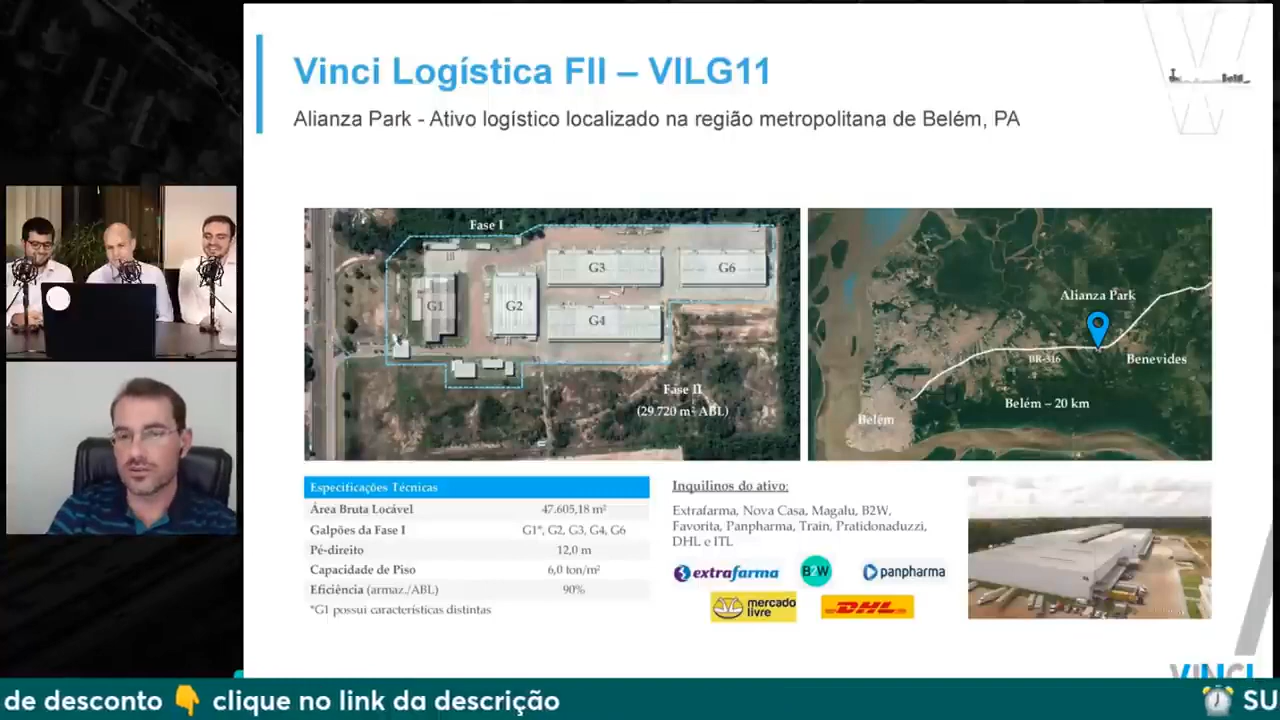 Vinci Logística FII – VILG11
Alianza Park - Ativo logístico localizado na região metropolitana de Belém, PA
Fase I
G1
G2
G3
G4
G6
Fase II
(29.720 m² ABL)
Alianza Park
BR-316
Benevides
Belém – 20 km
Belém
Especificações Técnicas
Área Bruta Locável 47.605,18 m²
Galpões da Fase I G1*, G2, G3, G4, G6
Pé-direito 12,0 m
Capacidade de Piso 6,0 ton/m²
Eficiência (armaz./ABL) 90%
*G1 possui características distintas
Inquilinos do ativo:
Extrafarma, Nova Casa, Magalu, B2W,
Favorita, Panpharma, Train, Pratidonaduzzi,
DHL e ITL
extrafarma
B2W
panpharma
mercado
livre
DHL
VINCI
de desconto 👇 clique no link da descrição
⏰ SU